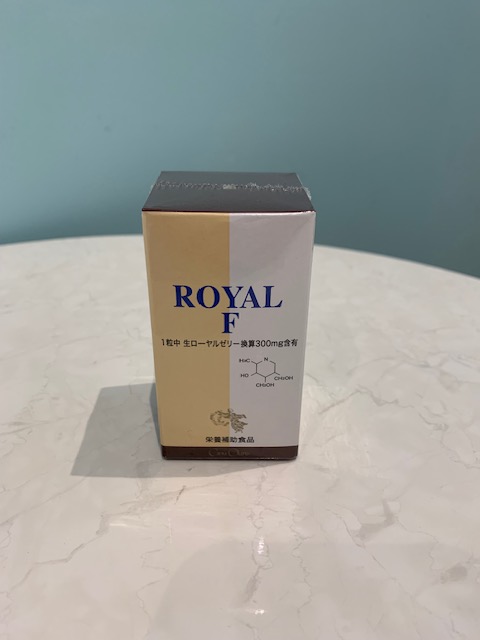 ROYAL
F
1粒中 生ローヤルゼリー換算300mg含有
H₃C N
HO CH₂OH
CH₂OH
栄養補助食品